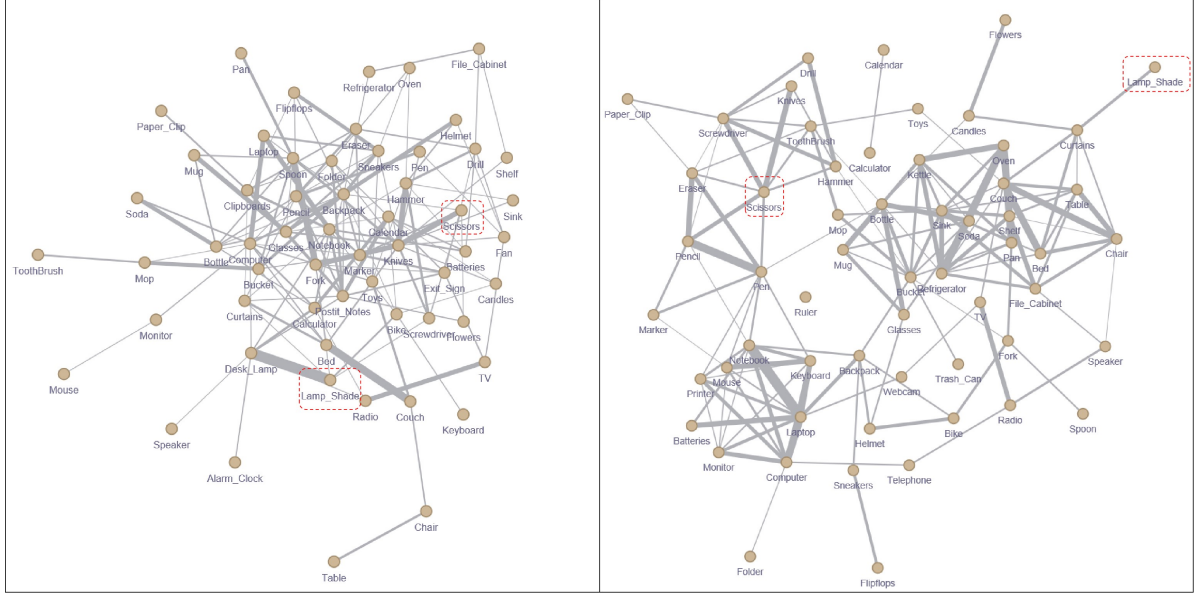 File_Cabinet
Pan
Refrigerator
Oven
Flipflops
Paper_Clip
Helmet
Eraser
Laptop
Mug
Spoon
Folder
Sneakers
Pen
Drill
Shelf
Soda
Clipboards
Pencil
Backpack
Hammer
Scissors
Sink
Calendar
Glasses
Notebook
Bottle
Computer
Knives
Batteries
Fan
ToothBrush
Mop
Bucket
Fork
Marker
Toys
Exit_Sign
Candles
Curtains
Postit_Notes
Calculator
Monitor
Bike
Screwdriver
Flowers
Bed
Desk_Lamp
TV
Mouse
Lamp_Shade
Radio
Couch
Keyboard
Speaker
Alarm_Clock
Chair
Table
Flowers
Calendar
Drill
Lamp_Shade
Knives
Paper_Clip
Screwdriver
ToothBrush
Toys
Candles
Curtains
Calculator
Oven
Kettle
Hammer
Eraser
Scissors
Couch
Table
Bottle
Mop
Sink
Soda
Shelf
Pencil
Mug
Pan
Bed
Chair
Pen
Bucket
Refrigerator
File_Cabinet
Ruler
Marker
Glasses
TV
Notebook
Mouse
Keyboard
Backpack
Fork
Speaker
Printer
Webcam
Trash_Can
Laptop
Batteries
Helmet
Bike
Radio
Spoon
Monitor
Computer
Sneakers
Telephone
Folder
Flipflops